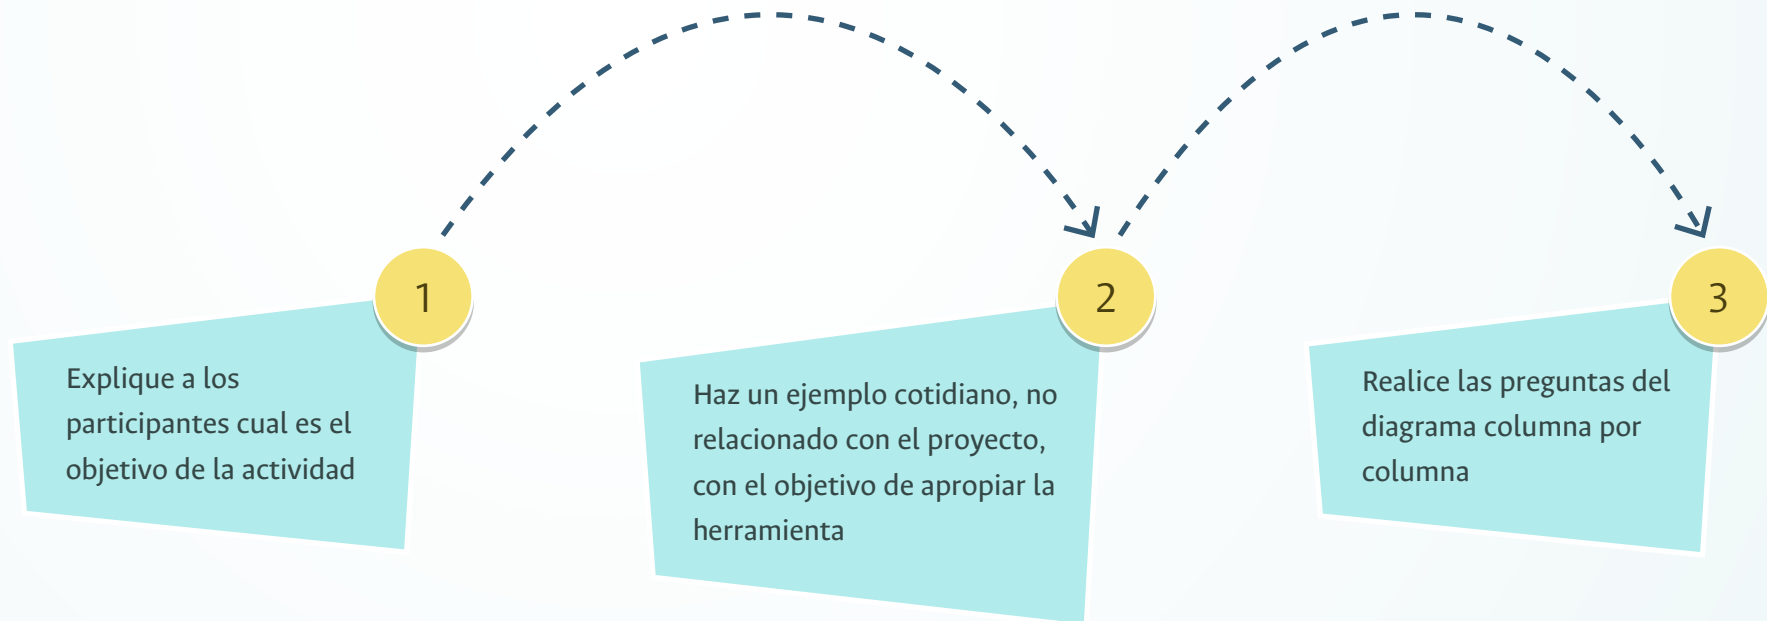 1
Explique a los
participantes cual es el
objetivo de la actividad
2
Haz un ejemplo cotidiano, no
relacionado con el proyecto,
con el objetivo de apropiar la
herramienta
3
Realice las preguntas del
diagrama columna por
columna